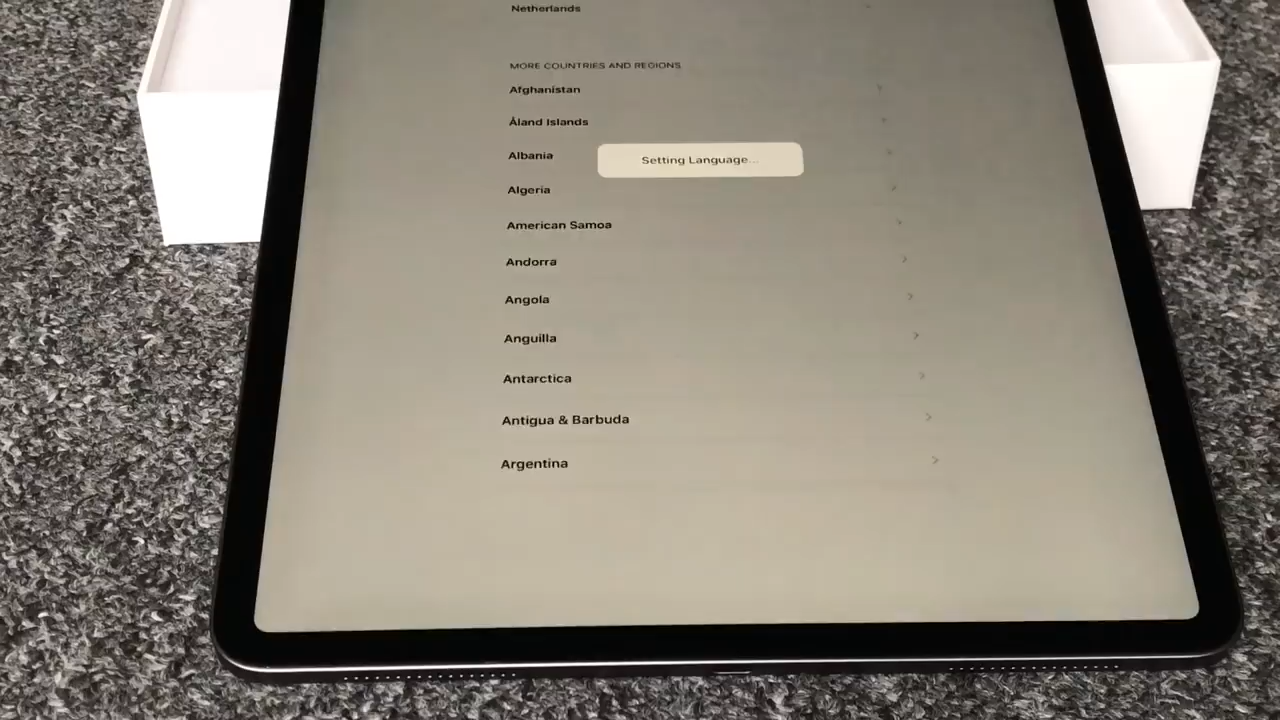 Netherlands
MORE COUNTRIES AND REGIONS
Afghanistan
Åland Islands
Albania
Setting Language...
Algeria
American Samoa
Andorra
Angola
Anguilla
Antarctica
Antigua & Barbuda
Argentina